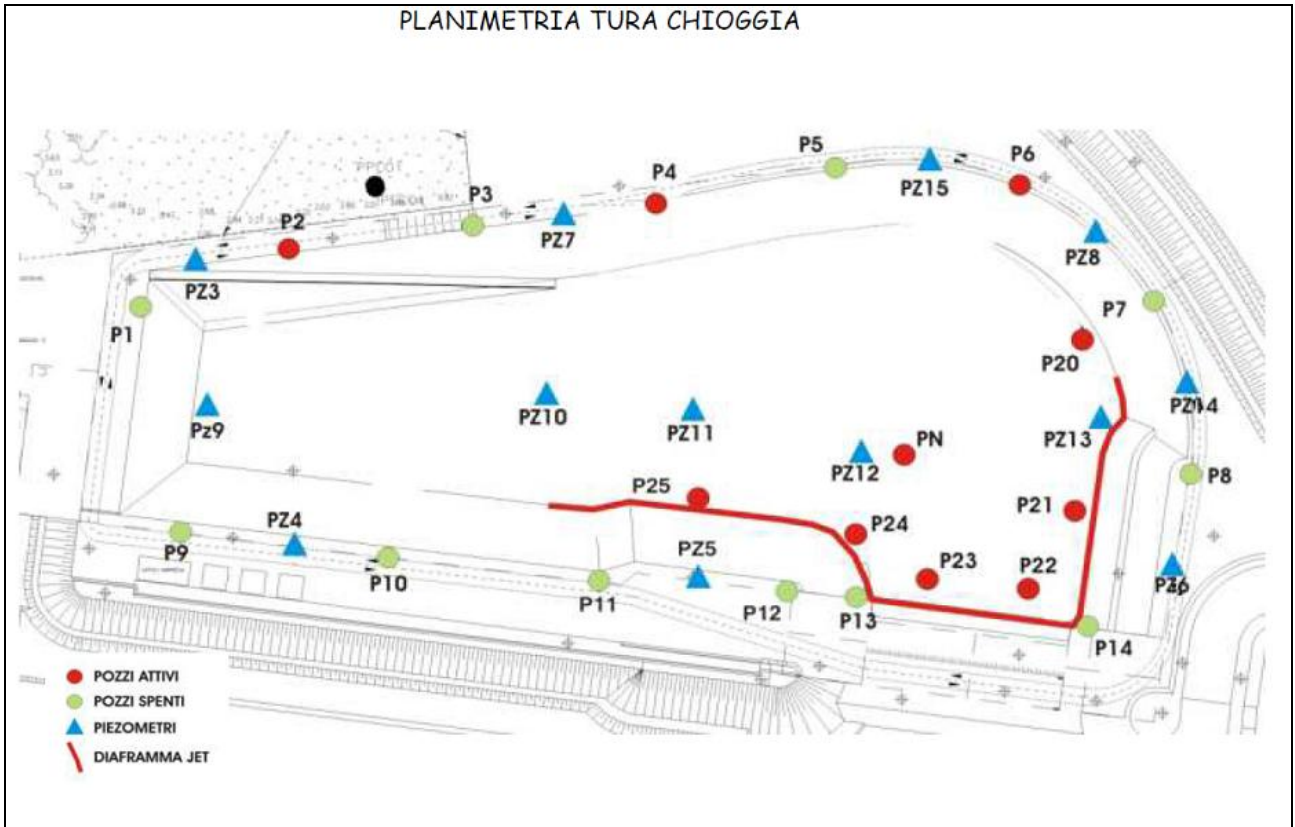 PLANIMETRIA TURA CHIOGGIA
P5
P6
P4
PZ15
P3
P2
PZ7
PZ8
PZ3
P7
P1
P20
PZ14
PZ10
Pz9
PZ11
PZ13
PN
PZ12
P8
P25
P21
P24
PZ4
P9
PZ5
P23
P22
P10
P11
P12
P13
P14
POZZI ATTIVI
POZZI SPENTI
PIEZOMETRI
DIAFRAMMA JET